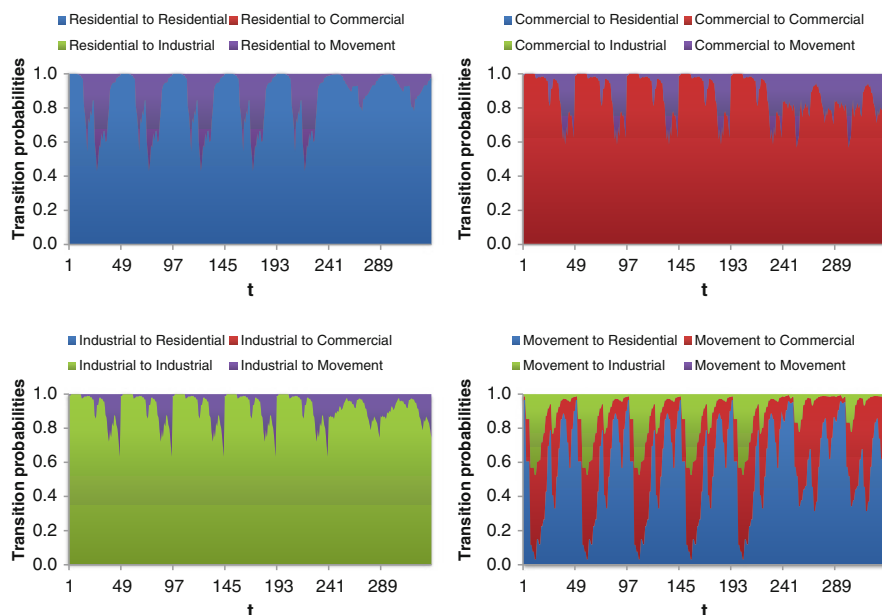 Residential to Residential Residential to Commercial
Residential to Industrial Residential to Movement
Transition probabilities
1.0
0.8
0.6
0.4
0.2
0.0
1 49 97 145 193 241 289
t
Commercial to Residential Commercial to Commercial
Commercial to Industrial Commercial to Movement
Transition probabilities
1.0
0.8
0.6
0.4
0.2
0.0
1 49 97 145 193 241 289
t
Industrial to Residential Industrial to Commercial
Industrial to Industrial Industrial to Movement
Transition probabilities
1.0
0.8
0.6
0.4
0.2
0.0
1 49 97 145 193 241 289
t
Movement to Residential Movement to Commercial
Movement to Industrial Movement to Movement
Transition probabilities
1.0
0.8
0.6
0.4
0.2
0.0
1 49 97 145 193 241 289
t